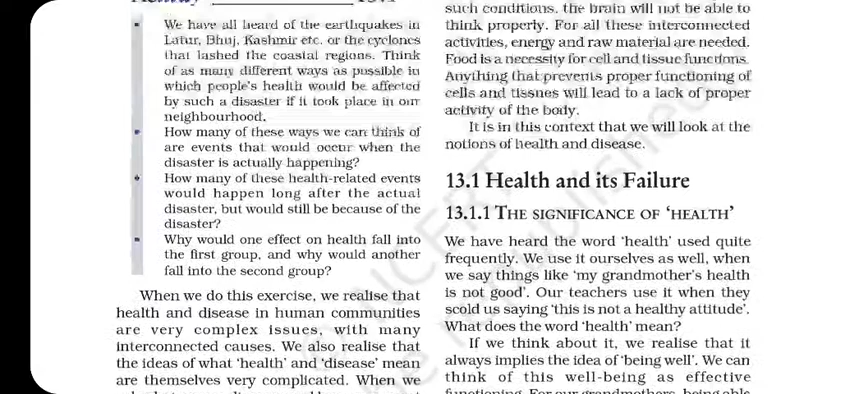 We have all heard of the earthquakes in
Latur, Bhuj, Kashmir etc. or the cyclones
that lashed the coastal regions. Think
of as many different ways as possible in
which people's health would be affected
by such a disaster if it took place in our
neighbourhood.
How many of these ways we can think of
are events that would occur when the
disaster is actually happening?
How many of these health-related events
would happen long after the actual
disaster, but would still be because of the
disaster?
Why would one effect on health fall into
the first group, and why would another
fall into the second group?
When we do this exercise, we realise that
health and disease in human communities
are very complex issues, with many
interconnected causes. We also realise that
the ideas of what 'health' and 'disease' mean
are themselves very complicated. When we
such conditions, the brain will not be able to
think properly. For all these interconnected
activities, energy and raw material are needed.
Food is a necessity for cell and tissue functions.
Anything that prevents proper functioning of
cells and tissues will lead to a lack of proper
activity of the body.
It is in this context that we will look at the
notions of health and disease.
13.1 Health and its Failure
13.1.1 THE SIGNIFICANCE OF 'HEALTH'
We have heard the word 'health' used quite
frequently. We use it ourselves as well, when
we say things like 'my grandmother's health
is not good'. Our teachers use it when they
scold us saying 'this is not a healthy attitude'.
What does the word 'health' mean?
If we think about it, we realise that it
always implies the idea of 'being well'. We can
think of this well-being as effective
functioning. For our grandmothers, being able
© NCERT